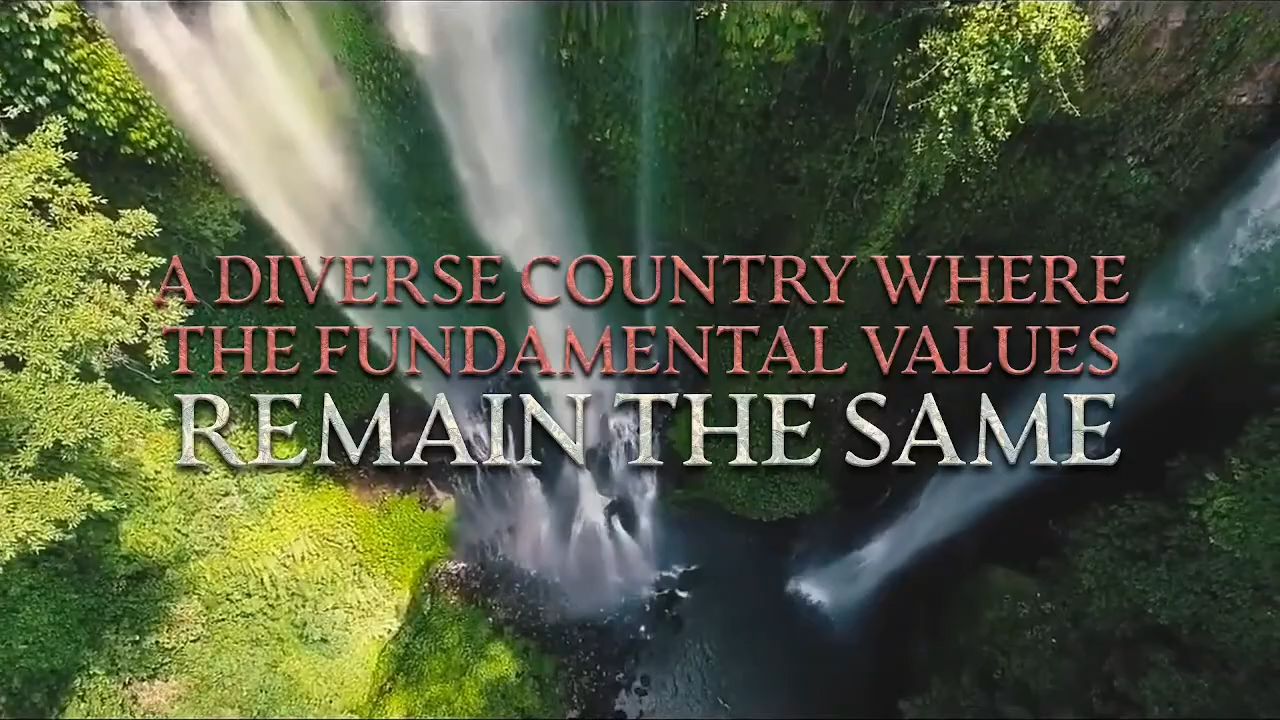 A DIVERSE COUNTRY WHERE
THE FUNDAMENTAL VALUES
REMAIN THE SAME